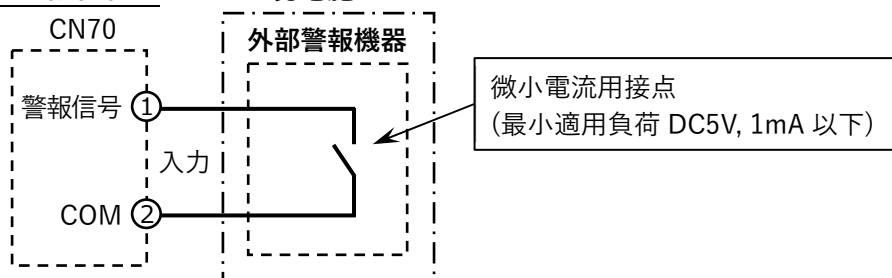 CN70
外部警報機器
警報信号 ①
入力
COM ②
微小電流用接点
(最小適用負荷 DC5V, 1mA 以下)